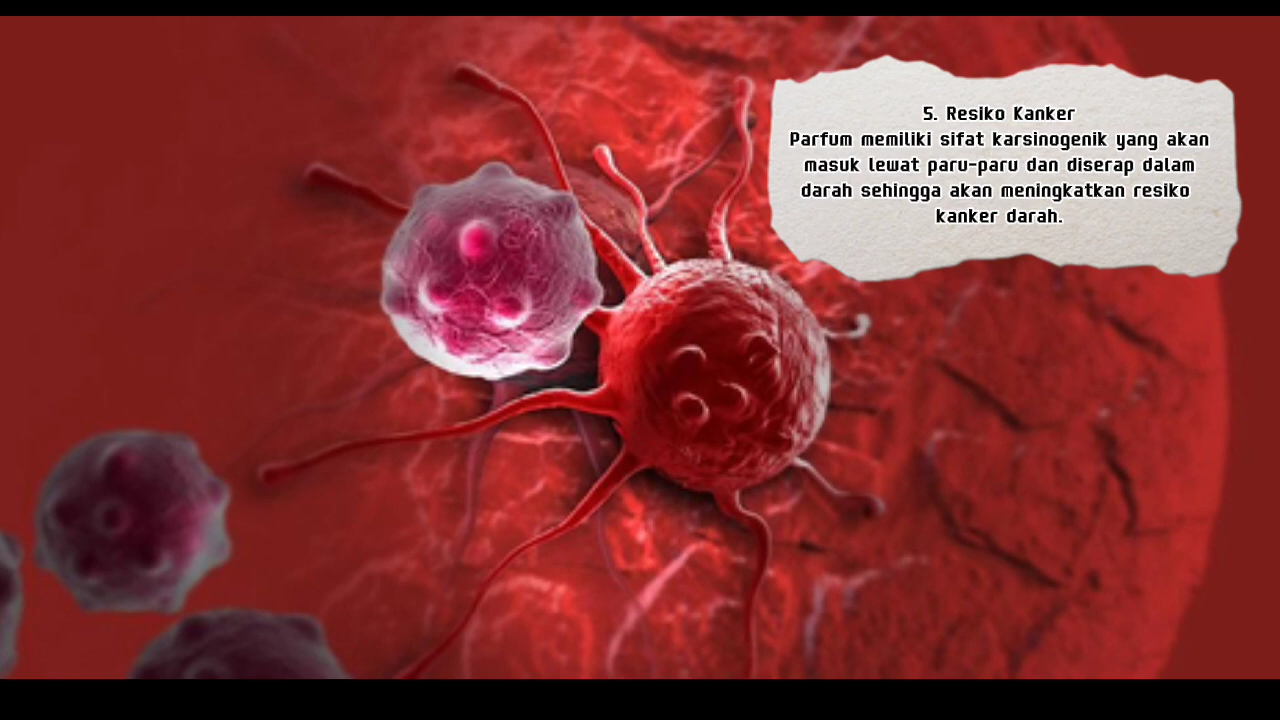 5. Resiko Kanker
Parfum memiliki sifat karsinogenik yang akan
masuk lewat paru-paru dan diserap dalam
darah sehingga akan meningkatkan resiko
kanker darah.